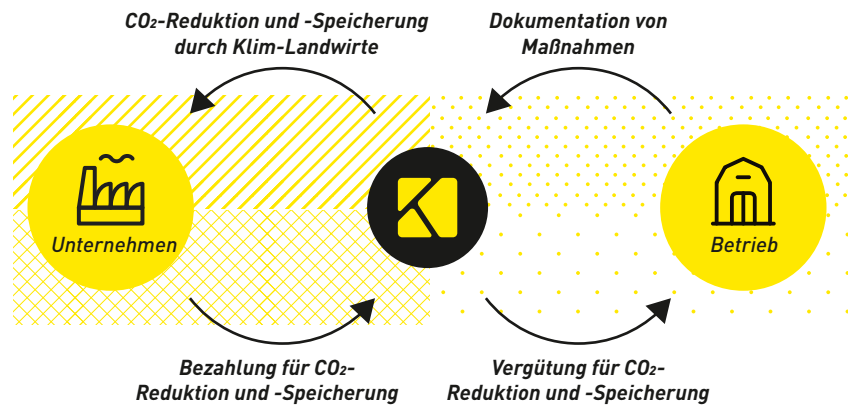 CO₂-Reduktion und -Speicherung
durch Klim-Landwirte
Dokumentation von
Maßnahmen
Unternehmen
K
Betrieb
Bezahlung für CO₂-
Reduktion und -Speicherung
Vergütung für CO₂-
Reduktion und -Speicherung